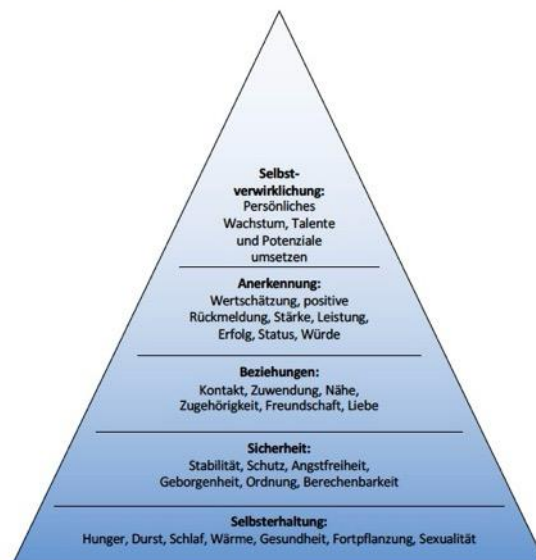 Selbst-
verwirklichung:
Persönliches
Wachstum, Talente
und Potenziale
umsetzen
Anerkennung:
Wertschätzung, positive
Rückmeldung, Stärke, Leistung,
Erfolg, Status, Würde
Beziehungen:
Kontakt, Zuwendung, Nähe,
Zugehörigkeit, Freundschaft, Liebe
Sicherheit:
Stabilität, Schutz, Angstfreiheit,
Geborgenheit, Ordnung, Berechenbarkeit
Selbsterhaltung:
Hunger, Durst, Schlaf, Wärme, Gesundheit, Fortpflanzung, Sexualität